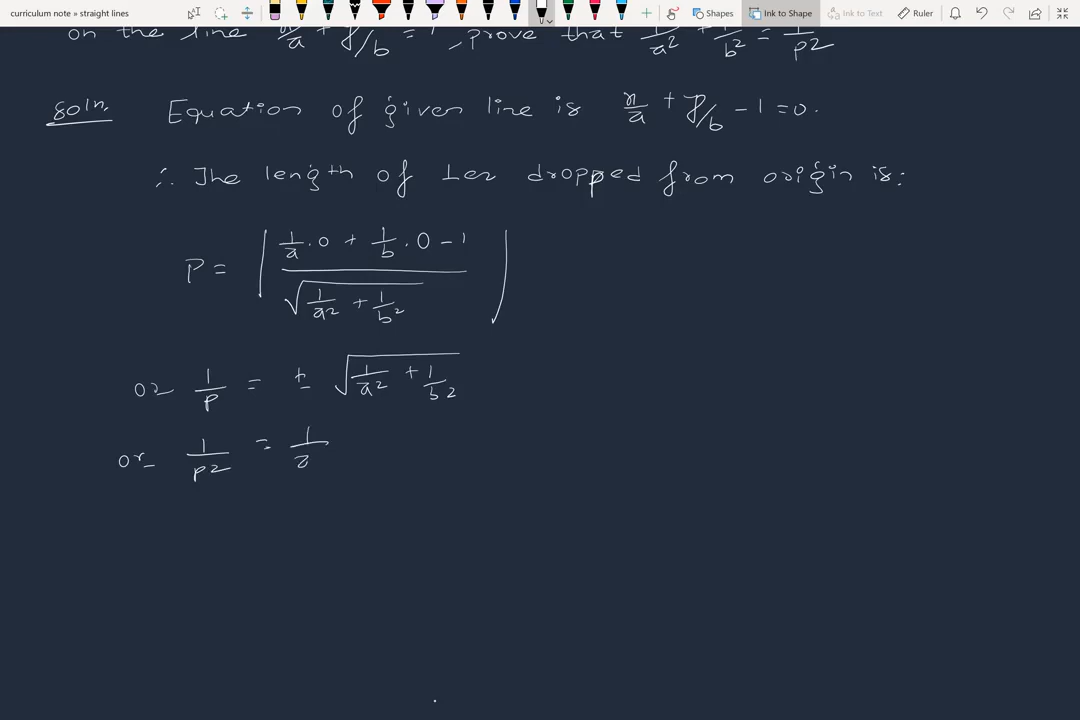 curriculum note » straight lines
Shapes
Ink to Shape
Ink to Text
Ruler
on the line x/a + y/b = 1, prove that 1/a² + 1/b² = 1/p2
soln. Equation of given line is x/a + y/b - 1 = 0.
∴ The length of ⊥er dropped from origin is:
P = | (1/a · 0 + 1/b · 0 - 1) / √(1/a² + 1/b²) |
or 1/p = ± √(1/a² + 1/b2)
or 1/p2 = 1/a